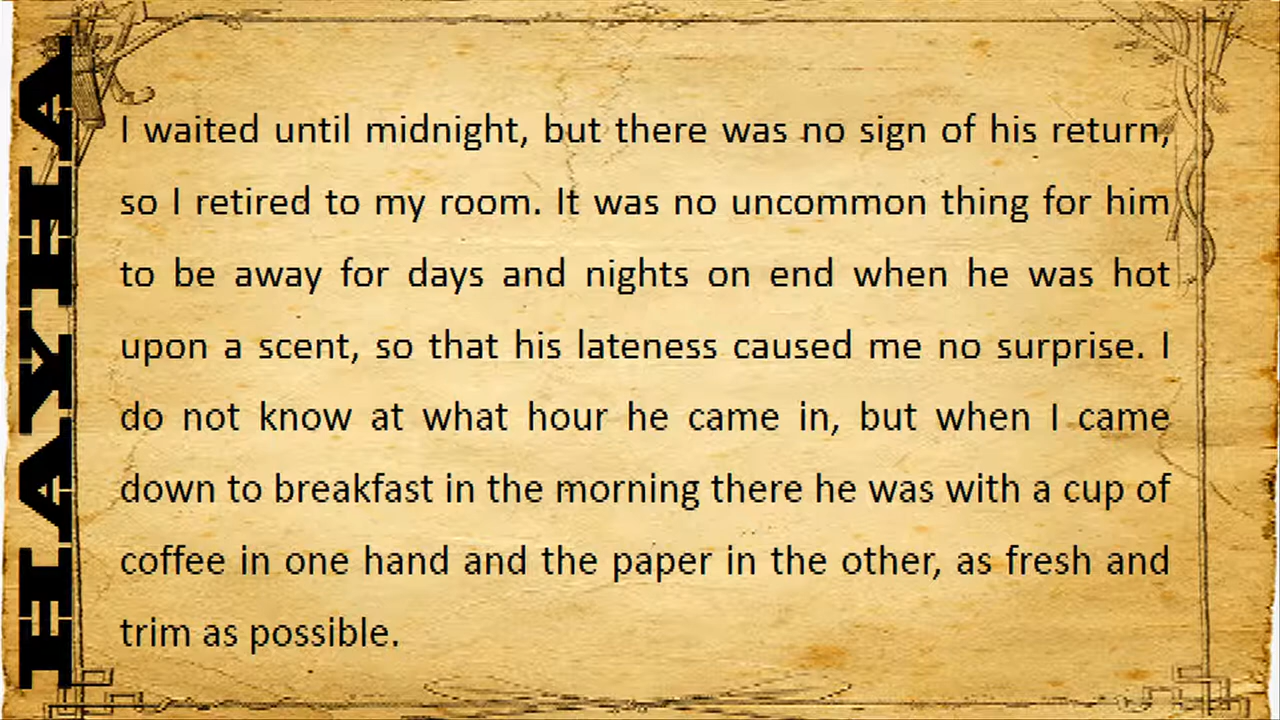 HAYHA
I waited until midnight, but there was no sign of his return,
so I retired to my room. It was no uncommon thing for him
to be away for days and nights on end when he was hot
upon a scent, so that his lateness caused me no surprise. I
do not know at what hour he came in, but when I came
down to breakfast in the morning there he was with a cup of
coffee in one hand and the paper in the other, as fresh and
trim as possible.